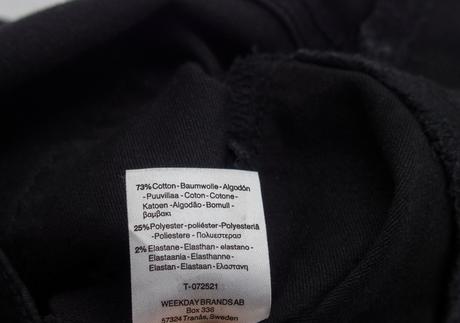 73% Cotton-Baumwolle-Algodón
-Puuvillaa-Coton-Cotone-
Katoen-Algodão-Bomull-
βαμβακι
25% Polyester-poliéster-Polyesteriä
-Poliestere-Πολυεστερασ
2% Elastane-Elasthan-elastano-
Elastaania-Elasthanne-
Elastan-Elastaan-Ελαστανη
T-072521
WEEKDAY BRANDS AB
Box 336
57324 Tranås, Sweden